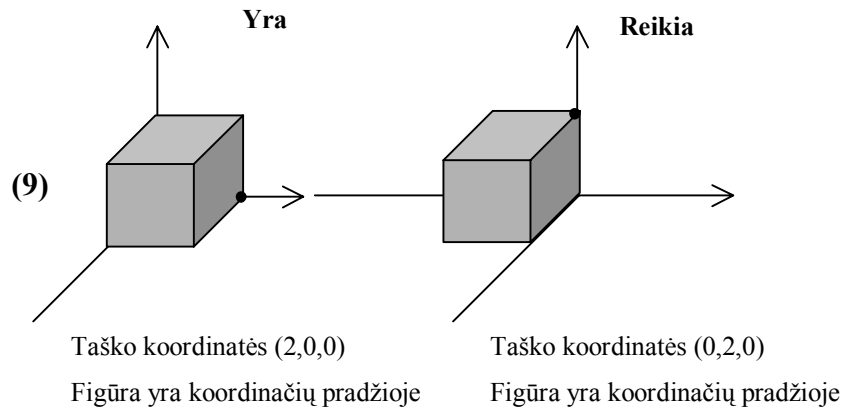 Yra
Reikia
(9)
Taško koordinatės (2,0,0)
Figūra yra koordinačių pradžioje
Taško koordinatės (0,2,0)
Figūra yra koordinačių pradžioje